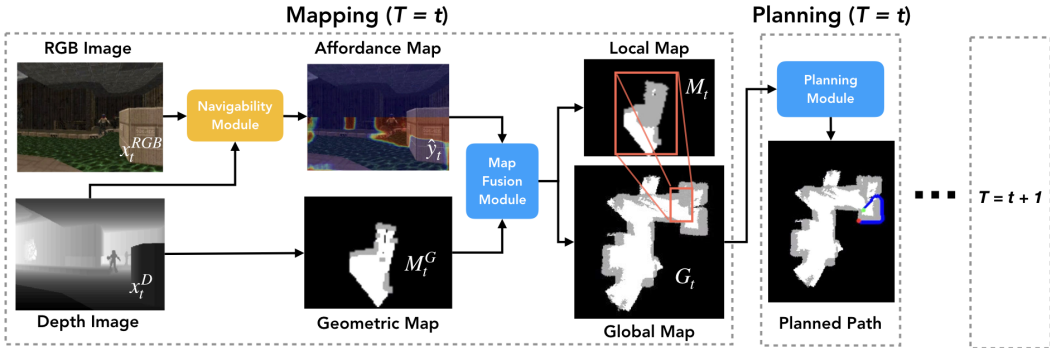 Mapping (T = t)
Planning (T = t)
RGB Image
Affordance Map
Local Map
Navigability
Module
Planning
Module
M_t
x_t^{RGB}
ŷ_t
Map
Fusion
Module
T = t + 1
x_t^D
M_t^G
G_t
Depth Image
Geometric Map
Global Map
Planned Path